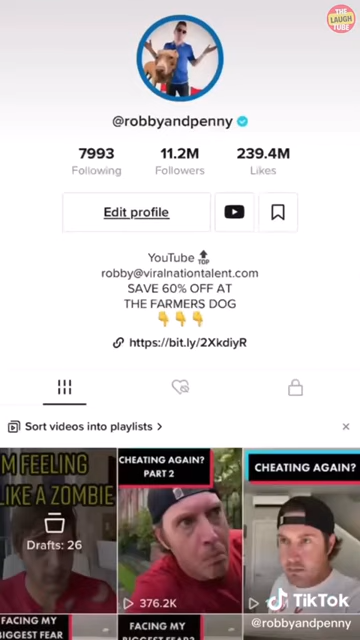 THE
LAUGH
TUBE
@robbyandpenny
7993
11.2M
239.4M
Following
Followers
Likes
Edit profile
YouTube 🔝
robby@viralnationtalent.com
SAVE 60% OFF AT
THE FARMERS DOG
👇👇👇
https://bit.ly/2XkdiyR
Sort videos into playlists >
M FEELING
LIKE A ZOMBIE
Drafts: 26
CHEATING AGAIN?
PART 2
376.2K
CHEATING AGAIN?
TikTok
@robbyandpenny
FACING MY
BIGGEST FEAR
FACING MY